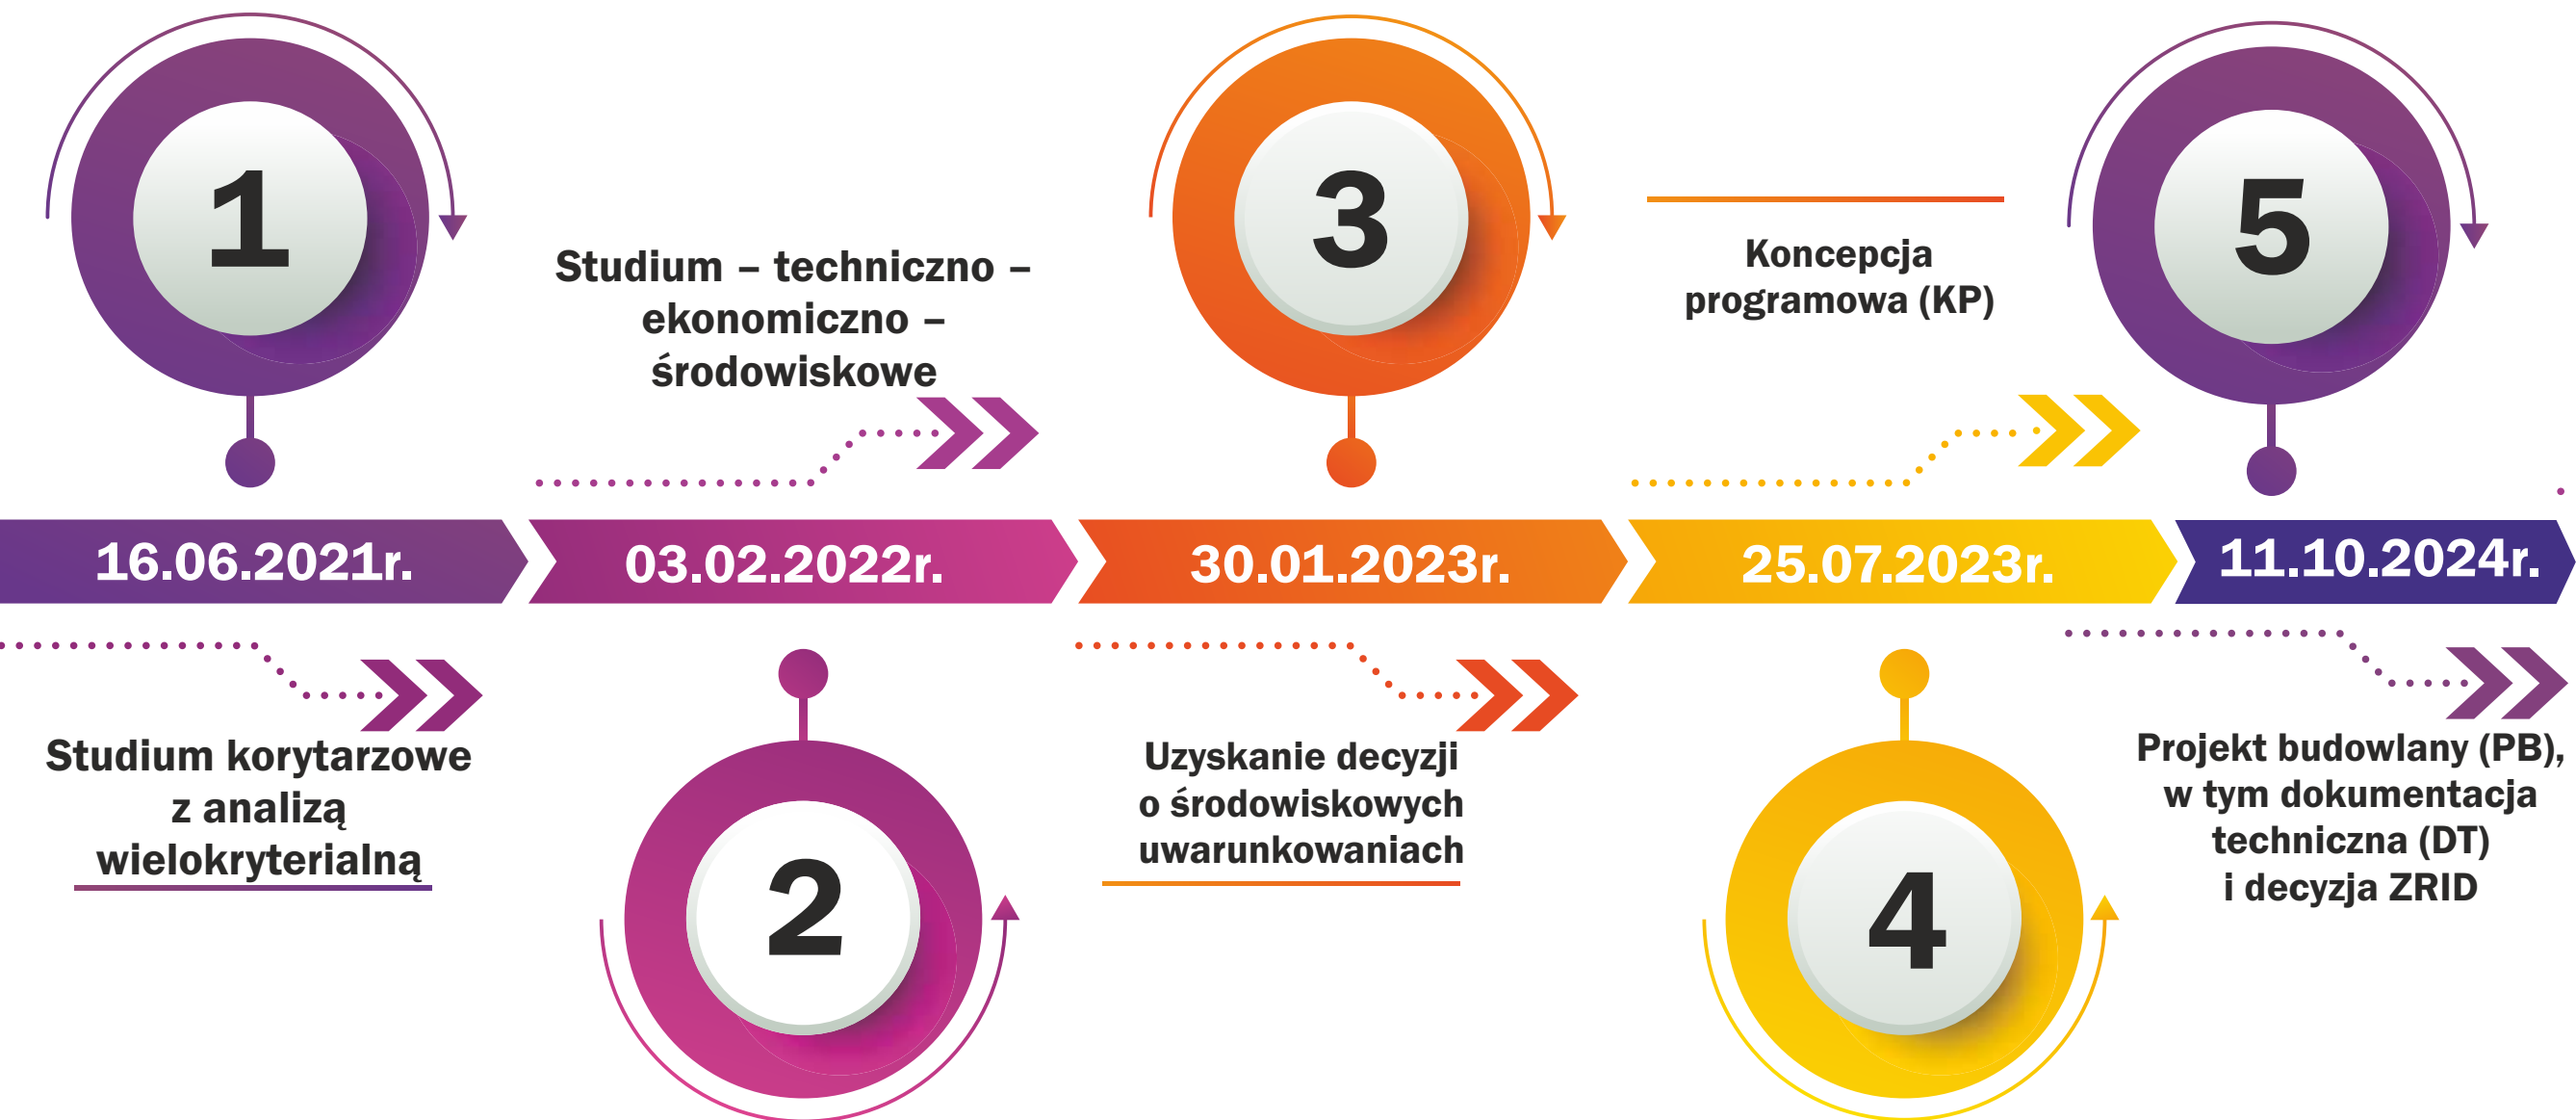 1
16.06.2021r.
Studium korytarzowe
z analizą
wielokryterialną
Studium – techniczno –
ekonomiczno –
środowiskowe
03.02.2022r.
2
3
30.01.2023r.
Uzyskanie decyzji
o środowiskowych
uwarunkowaniach
Koncepcja
programowa (KP)
25.07.2023r.
4
5
11.10.2024r.
Projekt budowlany (PB),
w tym dokumentacja
techniczna (DT)
i decyzja ZRID